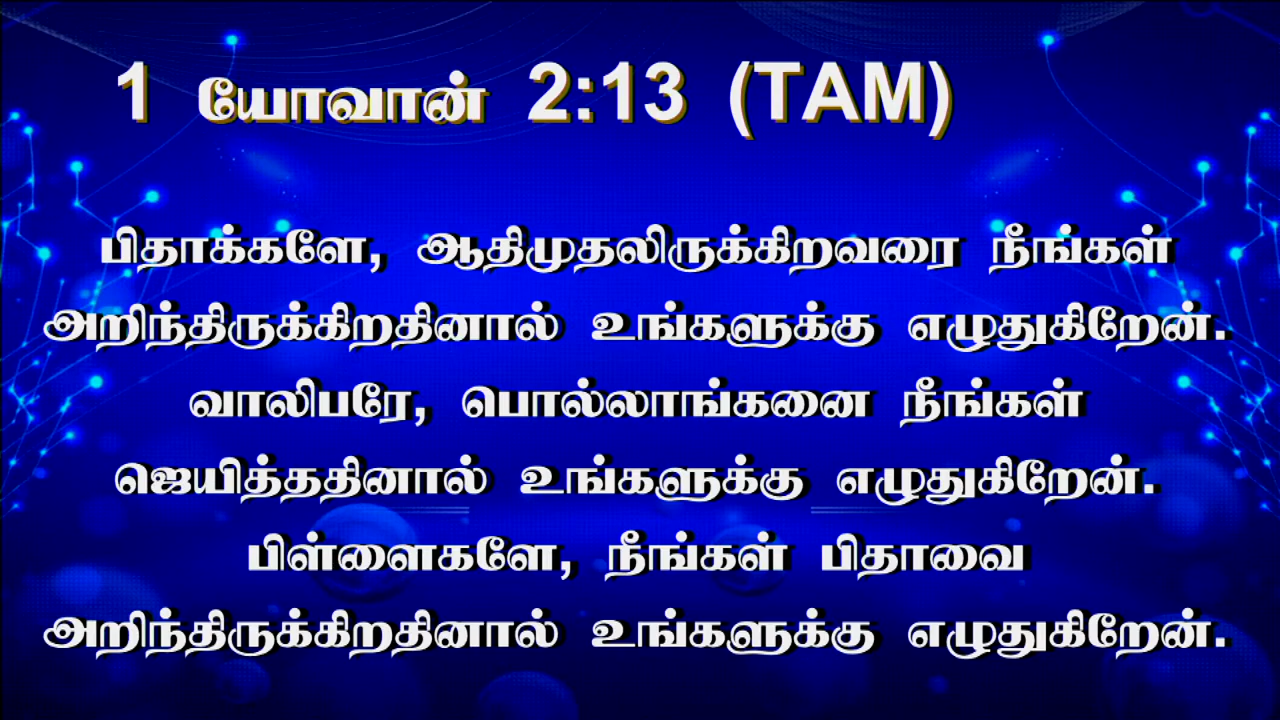 1 யோவான் 2:13 (TAM)
பிதாக்களே, ஆதிமுதலிருக்கிறவரை நீங்கள்
அறிந்திருக்கிறதினால் உங்களுக்கு எழுதுகிறேன்.
வாலிபரே, பொல்லாங்கனை நீங்கள்
ஜெயித்ததினால் உங்களுக்கு எழுதுகிறேன்.
பிள்ளைகளே, நீங்கள் பிதாவை
அறிந்திருக்கிறதினால் உங்களுக்கு எழுதுகிறேன்.